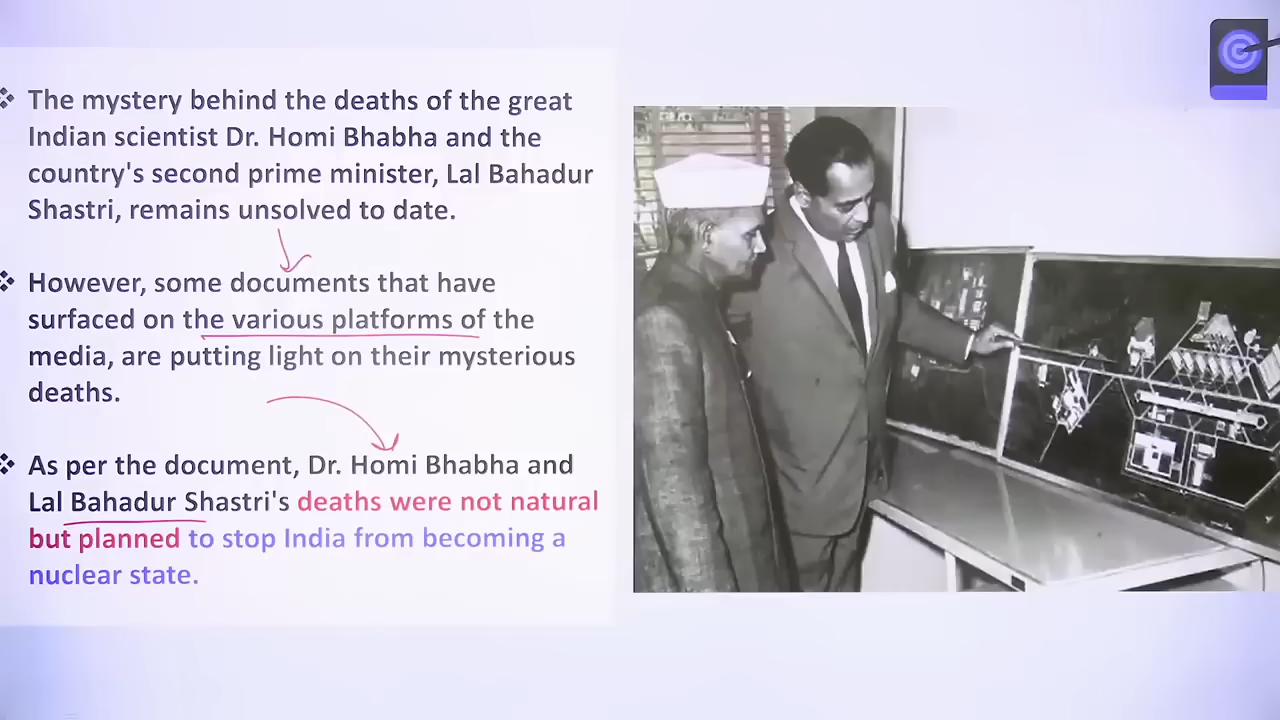 The mystery behind the deaths of the great
Indian scientist Dr. Homi Bhabha and the
country's second prime minister, Lal Bahadur
Shastri, remains unsolved to date.
However, some documents that have
surfaced on the various platforms of the
media, are putting light on their mysterious
deaths.
As per the document, Dr. Homi Bhabha and
Lal Bahadur Shastri's deaths were not natural
but planned to stop India from becoming a
nuclear state.